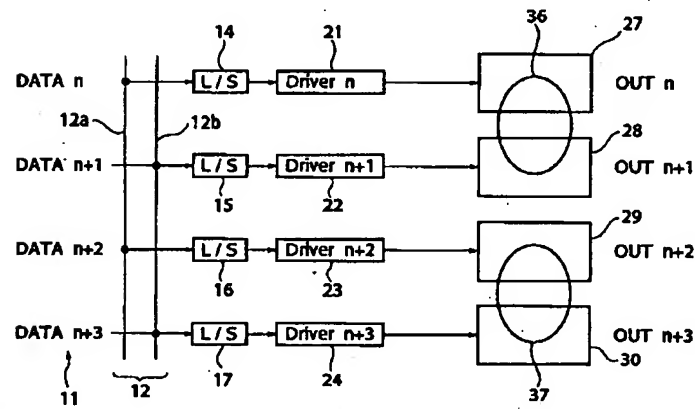 14 21 36 27
DATA n L / S Driver n OUT n
12a 12b 28
DATA n+1 L / S Driver n+1 OUT n+1
15 22 29
DATA n+2 L / S Driver n+2 OUT n+2
16 23
DATA n+3 L / S Driver n+3 OUT n+3
11 12 17 24 37 30